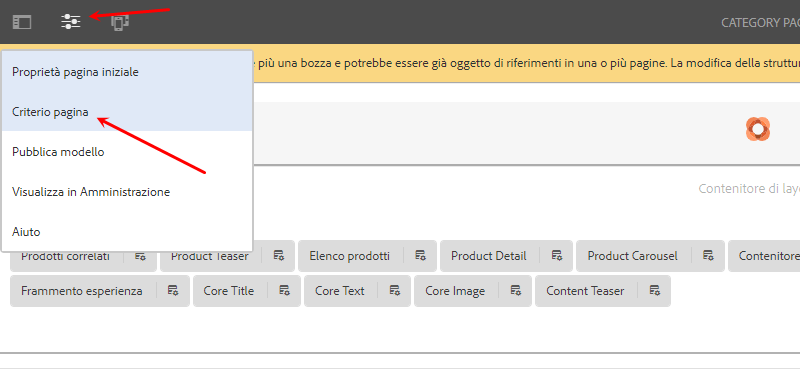 CATEGORY PAG
più una bozza e potrebbe essere già oggetto di riferimenti in una o più pagine. La modifica della struttur
Proprietà pagina iniziale
Criterio pagina
Pubblica modello
Visualizza in Amministrazione
Aiuto
Contenitore di layo
Prodotti correlati
Product Teaser
Elenco prodotti
Product Detail
Product Carousel
Contenitore
Frammento esperienza
Core Title
Core Text
Core Image
Content Teaser